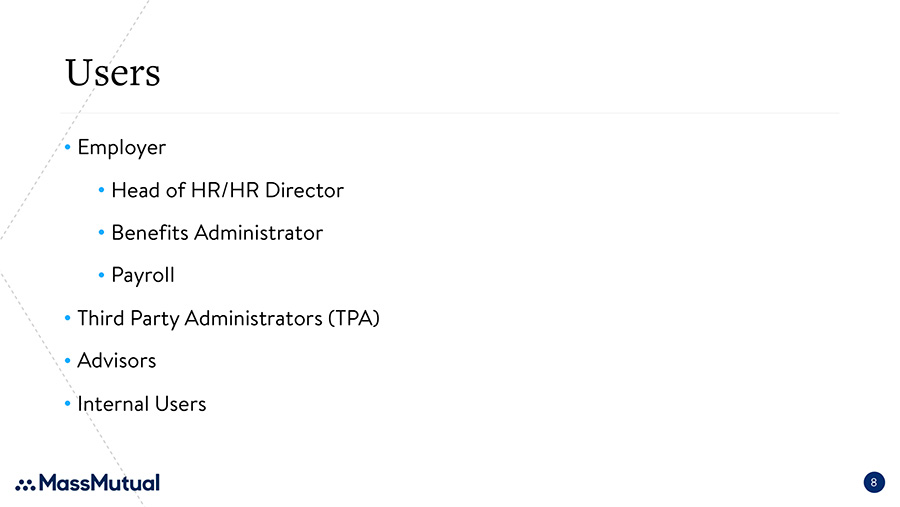 Users
• Employer
• Head of HR/HR Director
• Benefits Administrator
• Payroll
• Third Party Administrators (TPA)
• Advisors
• Internal Users
MassMutual
8